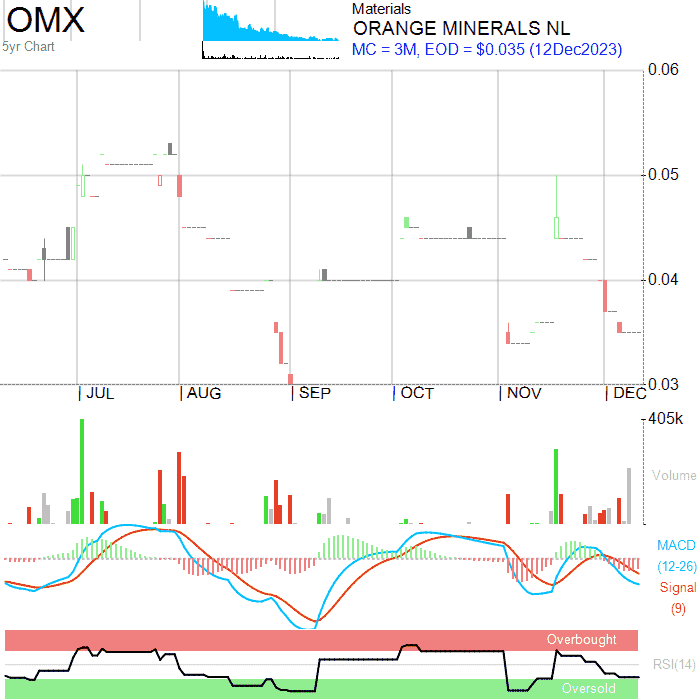 OMX
5yr Chart
Materials
ORANGE MINERALS NL
MC = 3M, EOD = $0.035 (12Dec2023)
0.06
0.05
0.04
0.03
JUL AUG SEP OCT NOV DEC
405k
Volume
MACD
(12-26)
Signal
(9)
Overbought
RSI(14)
Oversold